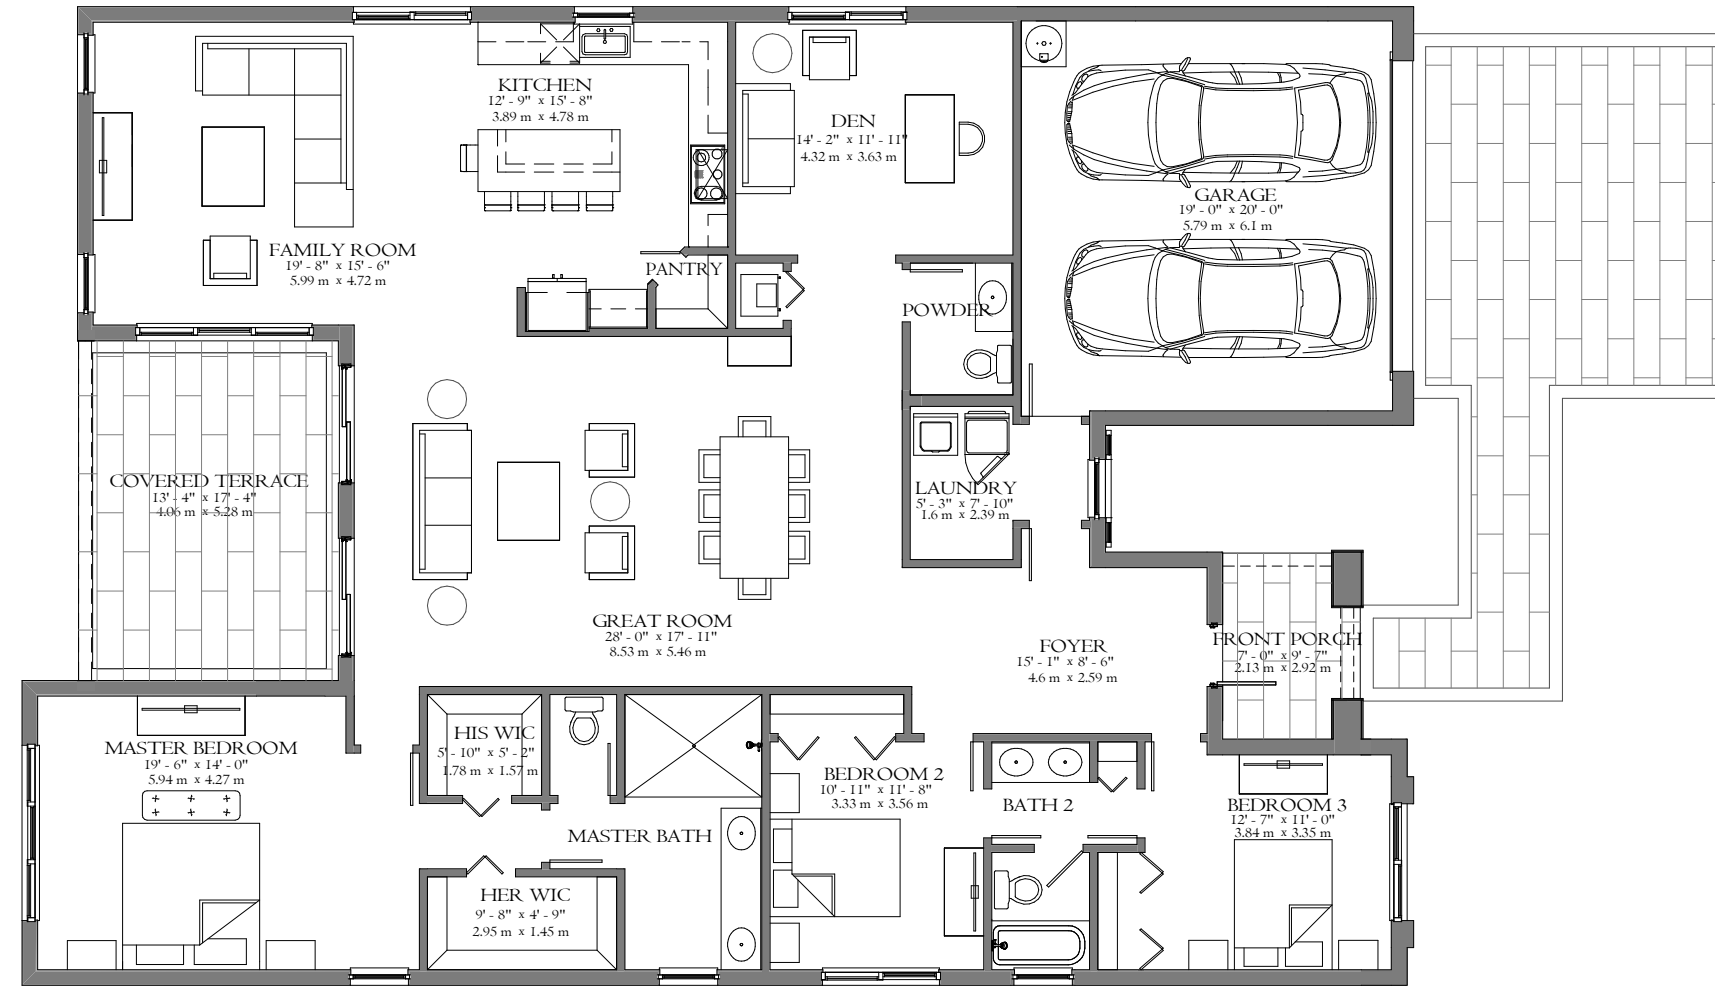 KITCHEN
12' - 9" x 15' - 8"
3.89 m x 4.78 m
DEN
14' - 2" x 11' - 11"
4.32 m x 3.63 m
GARAGE
19' - 0" x 20' - 0"
5.79 m x 6.1 m
FAMILY ROOM
19' - 8" x 15' - 6"
5.99 m x 4.72 m
PANTRY
POWDER
COVERED TERRACE
13' - 4" x 17' - 4"
4.06 m x 5.28 m
LAUNDRY
5' - 3" x 7' - 10"
1.6 m x 2.39 m
GREAT ROOM
28' - 0" x 17' - 11"
8.53 m x 5.46 m
FOYER
15' - 1" x 8' - 6"
4.6 m x 2.59 m
FRONT PORCH
7' - 0" x 9' - 7"
2.13 m x 2.92 m
MASTER BEDROOM
19' - 6" x 14' - 0"
5.94 m x 4.27 m
HIS WIC
5' - 10" x 5' - 2"
1.78 m x 1.57 m
BEDROOM 2
10' - 11" x 11' - 8"
3.33 m x 3.56 m
BATH 2
BEDROOM 3
12' - 7" x 11' - 0"
3.84 m x 3.35 m
MASTER BATH
HER WIC
9' - 8" x 4' - 9"
2.95 m x 1.45 m